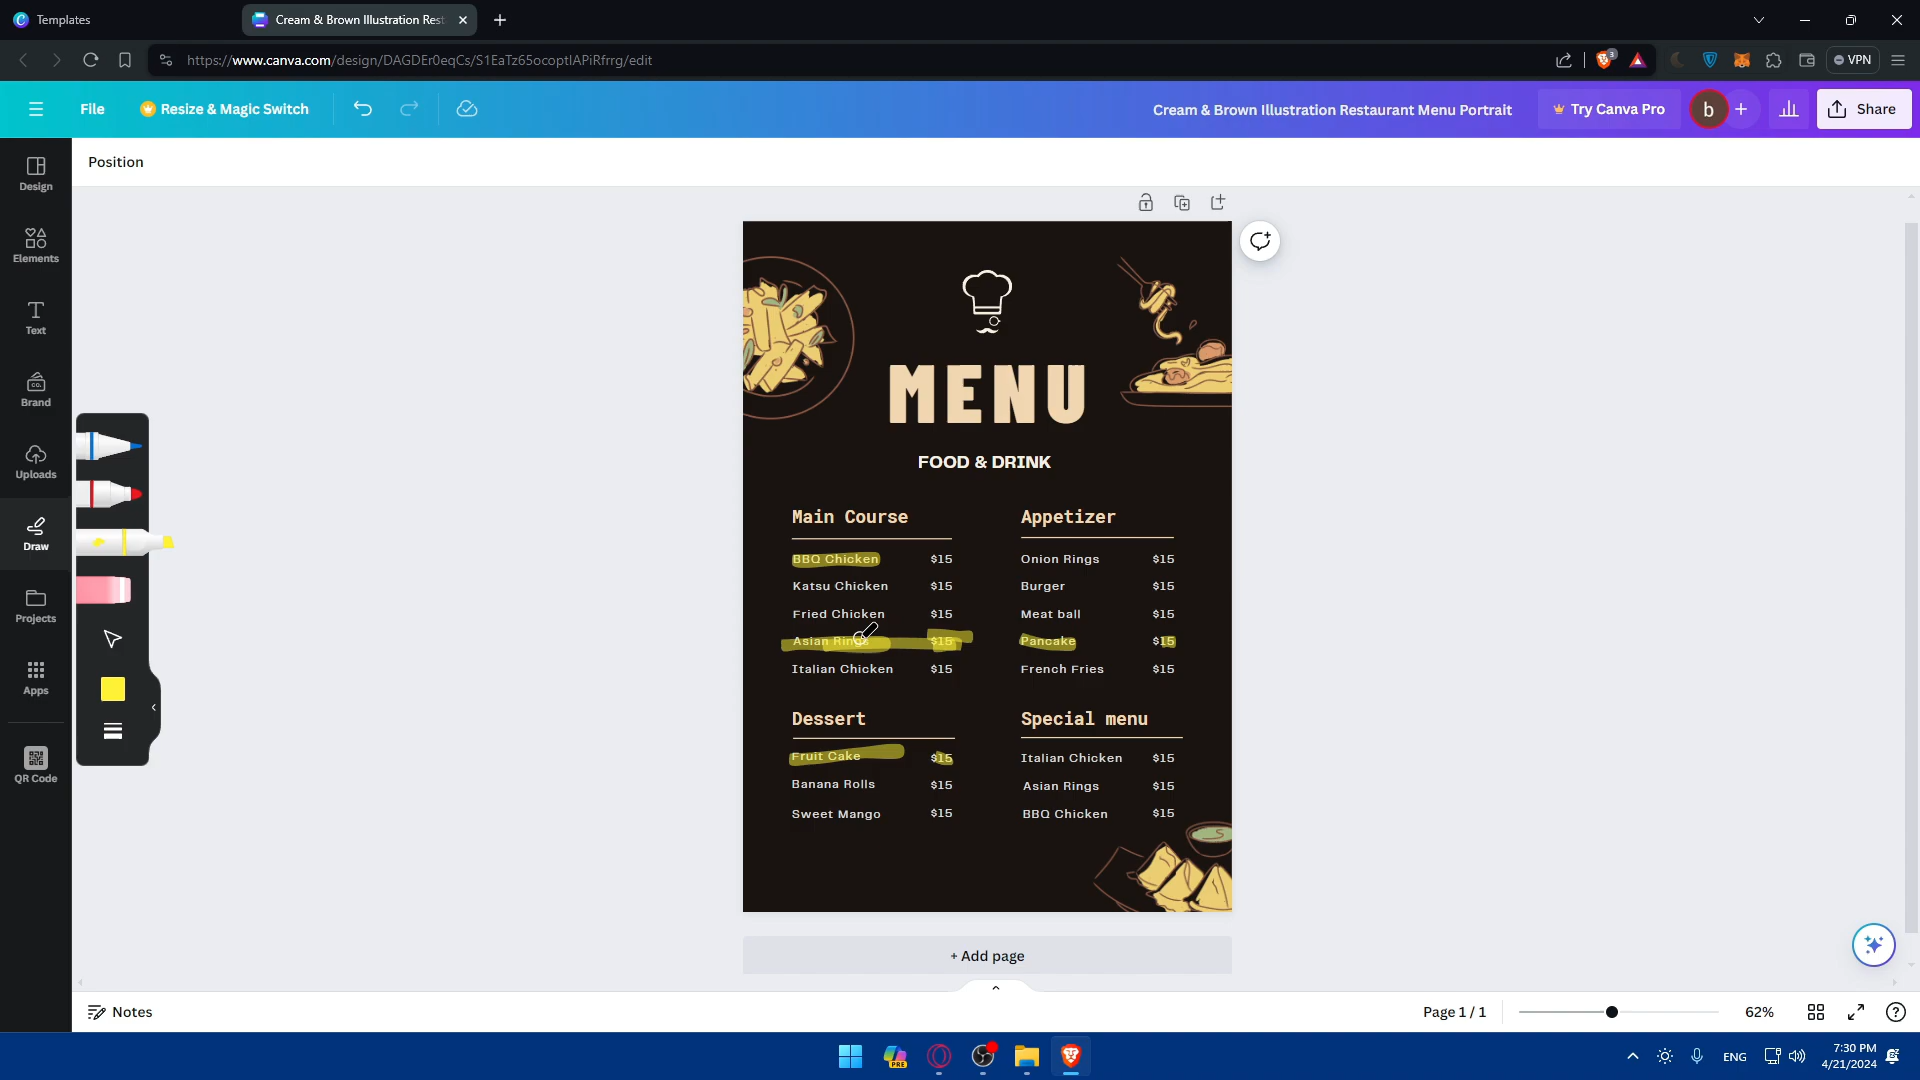 Templates
Cream & Brown Illustration Rest
https://www.canva.com/design/DAGDEr0eqCs/S1EaTz65ocoptlAPiRfrrg/edit
3
VPN
File
Resize & Magic Switch
Cream & Brown Illustration Restaurant Menu Portrait
Try Canva Pro
b
Share
Position
Design
Elements
Text
CO.
Brand
Uploads
Draw
Projects
Apps
QR Code
MENU
FOOD & DRINK
Main Course
BBQ Chicken $15
Katsu Chicken $15
Fried Chicken $15
Asian Rings $15
Italian Chicken $15
Appetizer
Onion Rings $15
Burger $15
Meat ball $15
Pancake $15
French Fries $15
Dessert
Fruit Cake $15
Banana Rolls $15
Sweet Mango $15
Special menu
Italian Chicken $15
Asian Rings $15
BBQ Chicken $15
+ Add page
Notes
Page 1 / 1
62%
PRE
ENG
7:30 PM
4/21/2024